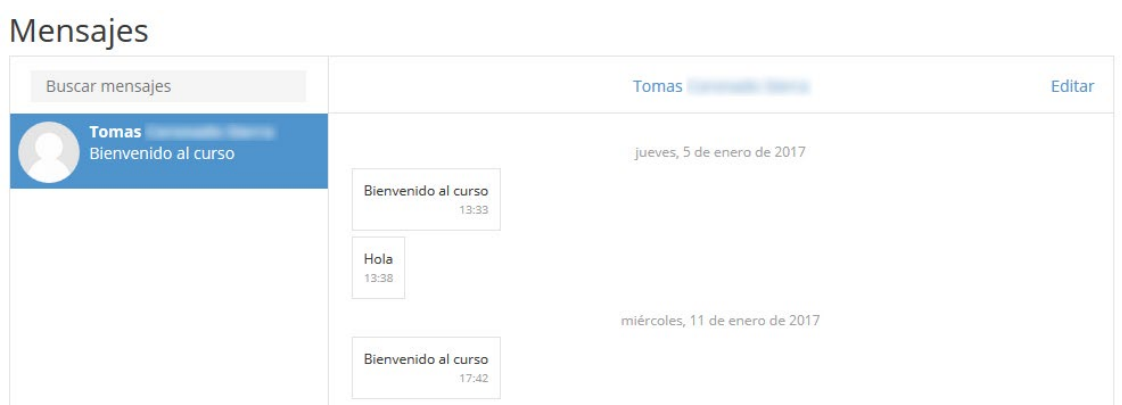 Mensajes
Buscar mensajes
Tomas
Bienvenido al curso
Tomas
Editar
jueves, 5 de enero de 2017
Bienvenido al curso
13:33
Hola
13:38
miércoles, 11 de enero de 2017
Bienvenido al curso
17:42